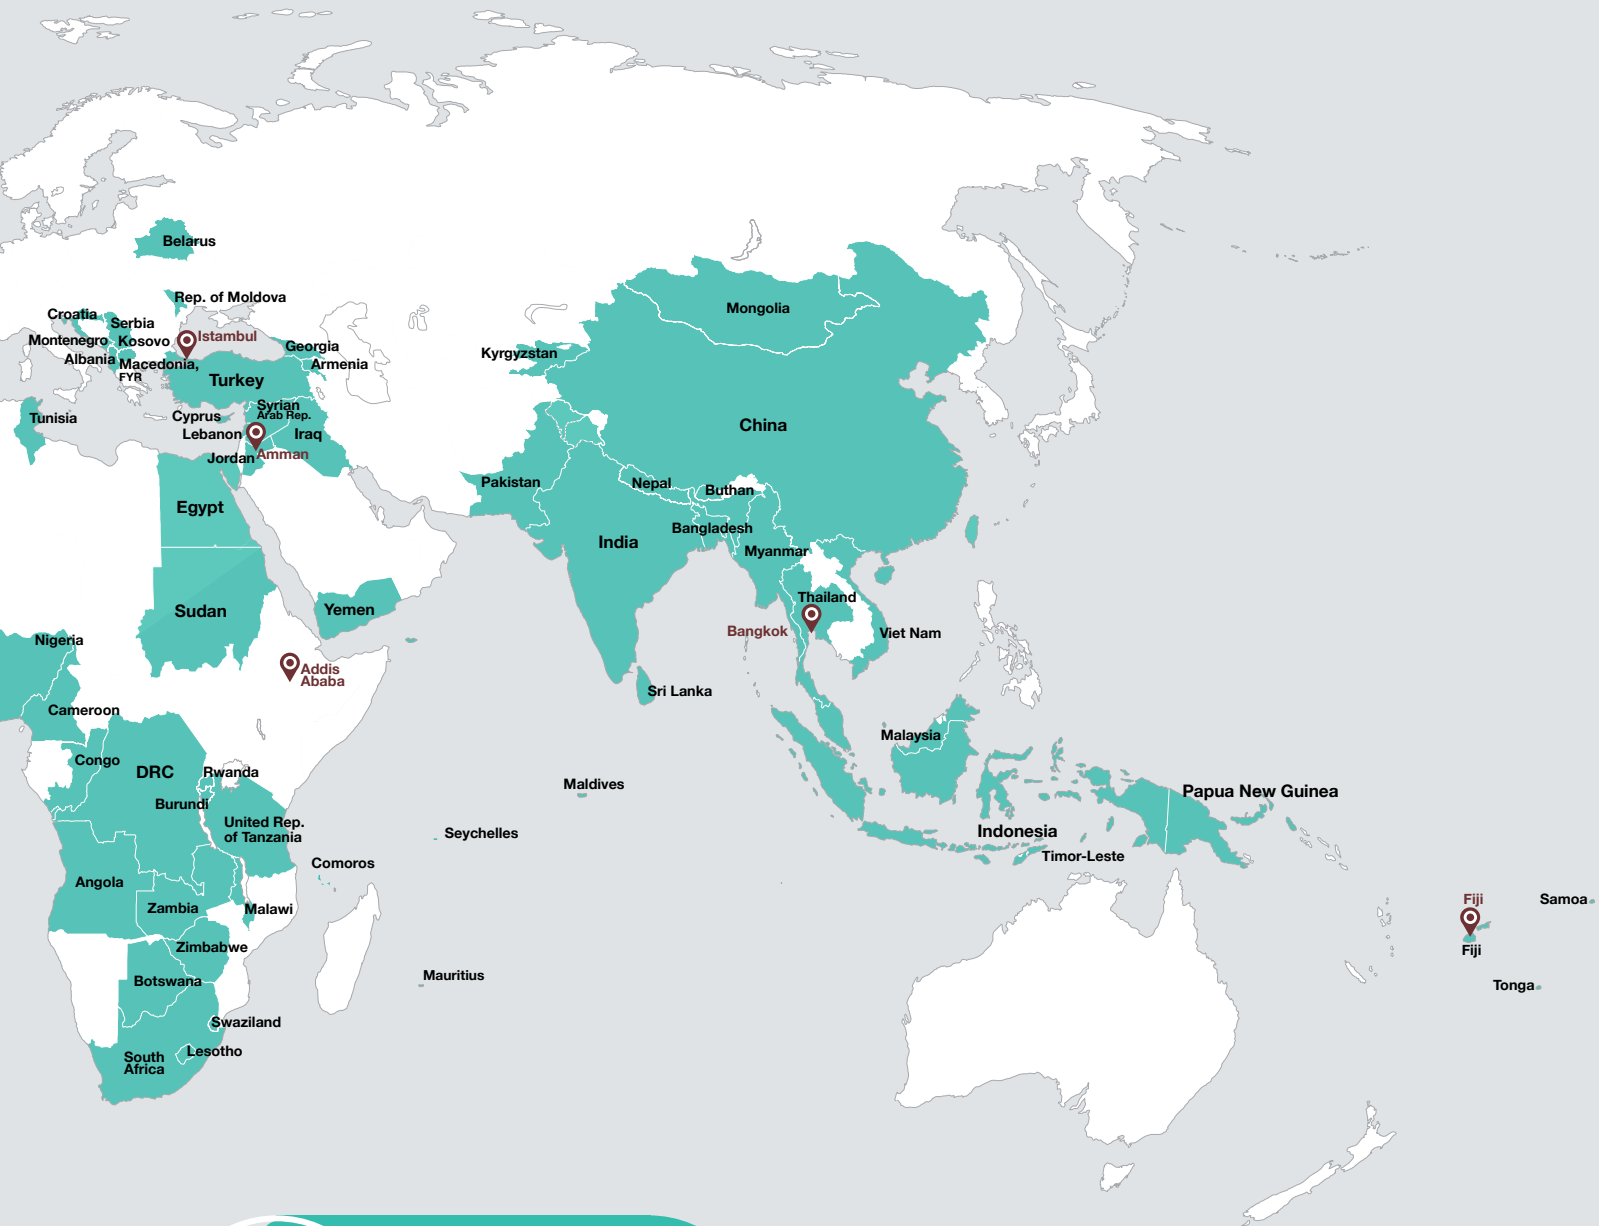 Belarus
Rep. of Moldova
Croatia
Serbia
Montenegro
Kosovo
Istambul
Albania
Macedonia,
FYR
Georgia
Armenia
Turkey
Kyrgyzstan
Mongolia
China
Tunisia
Cyprus
Syrian
Arab Rep.
Lebanon
Iraq
Jordan
Amman
Egypt
Pakistan
Nepal
Buthan
Bangladesh
India
Myanmar
Sudan
Yemen
Thailand
Bangkok
Viet Nam
Nigeria
Addis
Ababa
Sri Lanka
Cameroon
Malaysia
Congo
DRC
Rwanda
Burundi
Maldives
Papua New Guinea
United Rep.
of Tanzania
Seychelles
Indonesia
Timor-Leste
Comoros
Angola
Zambia
Malawi
Fiji
Samoa
Zimbabwe
Fiji
Botswana
Mauritius
Tonga
Swaziland
Lesotho
South
Africa